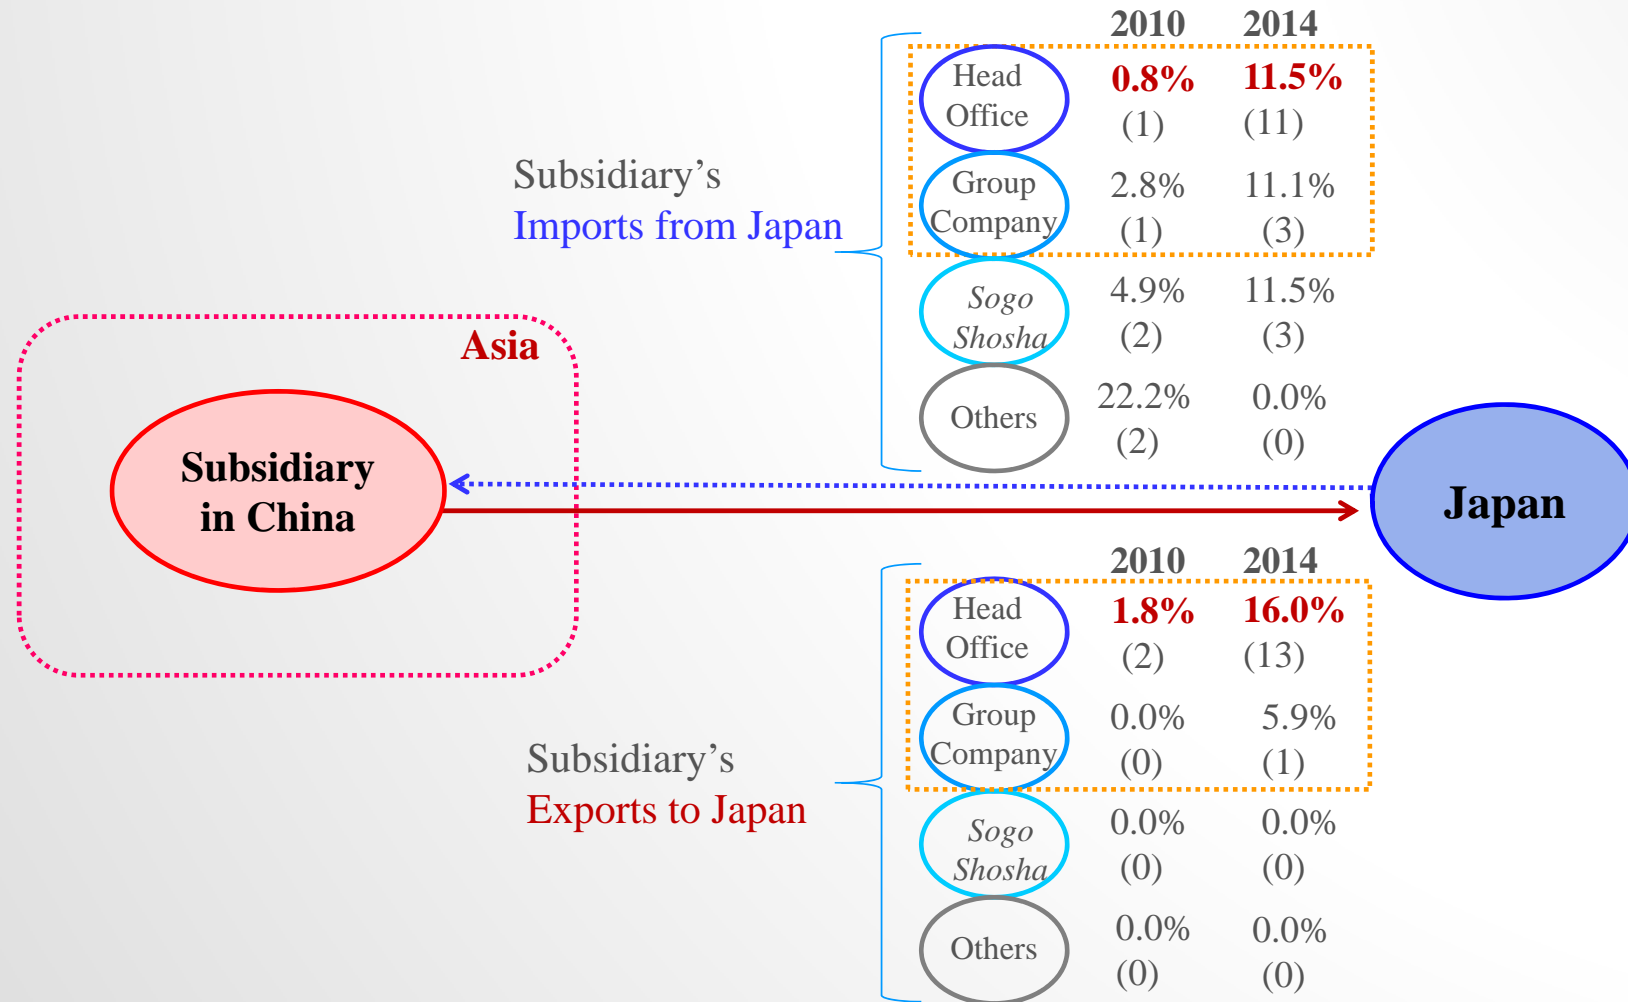 2010 2014
Head
Office
0.8% 11.5%
(1) (11)
Subsidiary's
Imports from Japan
Group
Company
2.8% 11.1%
(1) (3)
Sogo
Shosha
4.9% 11.5%
(2) (3)
Others
22.2% 0.0%
(2) (0)
Asia
Subsidiary
in China
Japan
2010 2014
Head
Office
1.8% 16.0%
(2) (13)
Subsidiary's
Exports to Japan
Group
Company
0.0% 5.9%
(0) (1)
Sogo
Shosha
0.0% 0.0%
(0) (0)
Others
0.0% 0.0%
(0) (0)